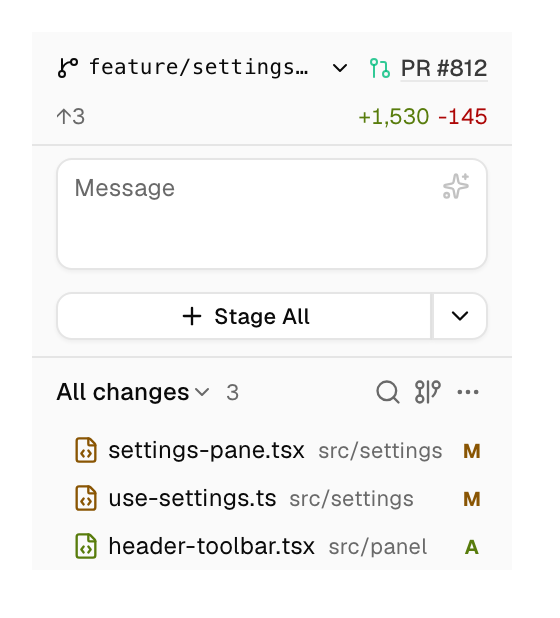 feature/settings… PR #812
↑3 +1,530 -145
Message
+ Stage All
All changes 3
settings-pane.tsx src/settings M
use-settings.ts src/settings M
header-toolbar.tsx src/panel A